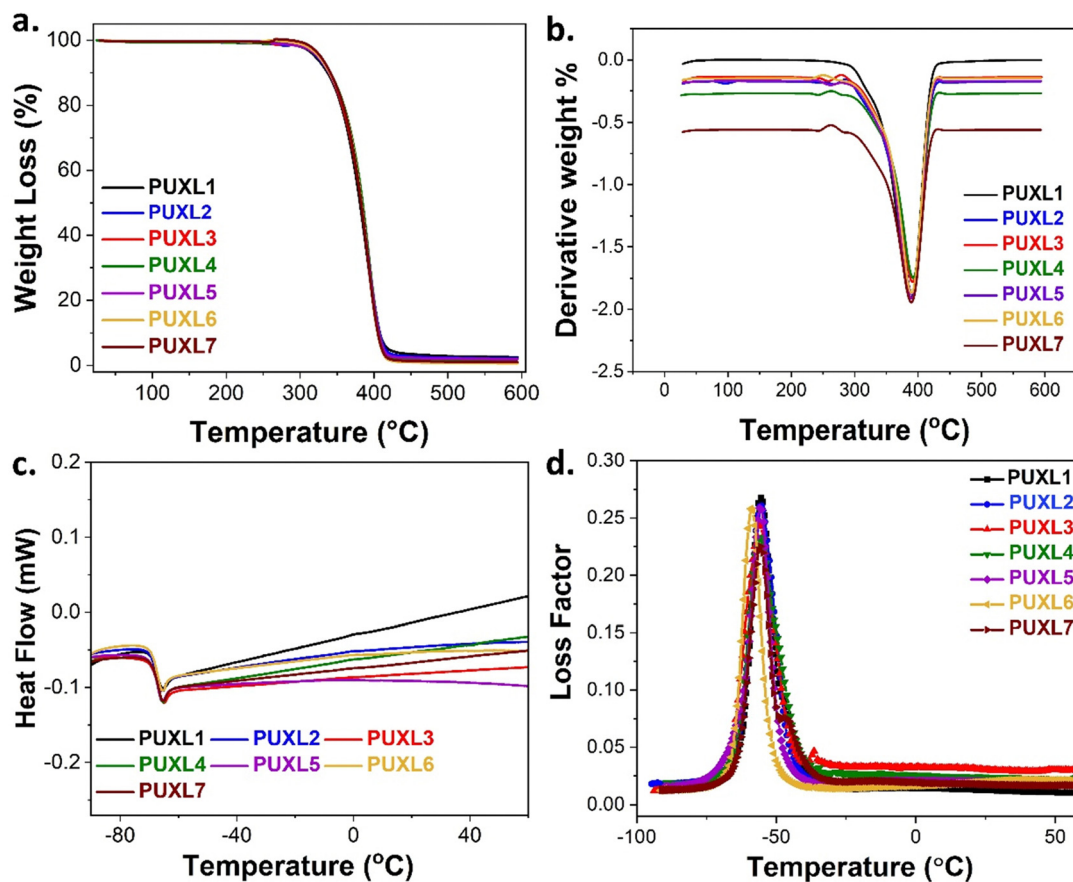 a.
Weight Loss (%)
100
80
60
40
20
0
PUXL1
PUXL2
PUXL3
PUXL4
PUXL5
PUXL6
PUXL7
100 200 300 400 500 600
Temperature (°C)
b.
Derivative weight %
0.0
-0.5
-1.0
-1.5
-2.0
-2.5
PUXL1
PUXL2
PUXL3
PUXL4
PUXL5
PUXL6
PUXL7
0 100 200 300 400 500 600
Temperature (°C)
c.
Heat Flow (mW)
0.2
0.1
0.0
-0.1
-0.2
PUXL1 PUXL2 PUXL3
PUXL4 PUXL5 PUXL6
PUXL7
-80 -40 0 40
Temperature (°C)
d.
Loss Factor
0.30
0.25
0.20
0.15
0.10
0.05
0.00
PUXL1
PUXL2
PUXL3
PUXL4
PUXL5
PUXL6
PUXL7
-100 -50 0 50
Temperature (°C)